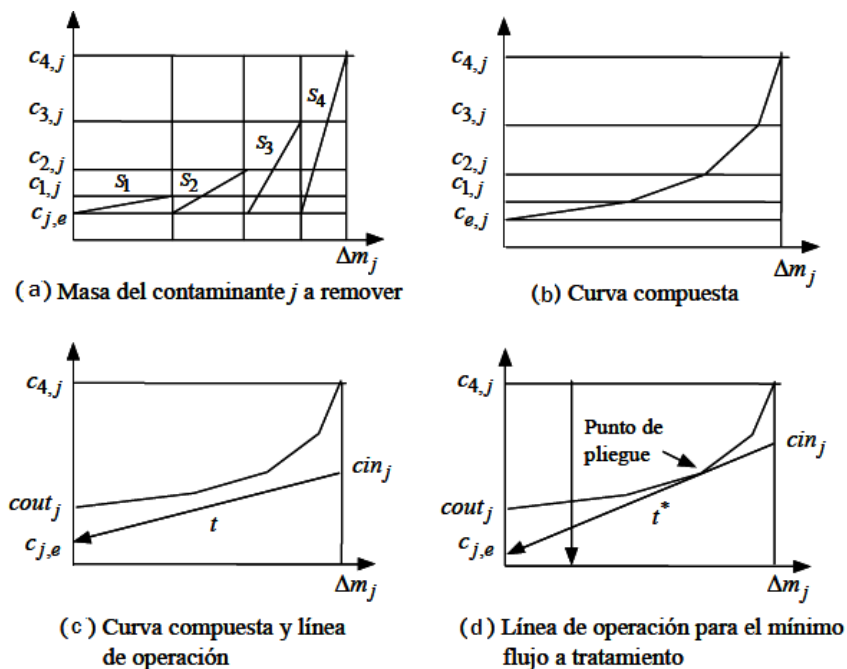 c4,j
c3,j
c2,j
c1,j
cj,e
s1
s2
s3
s4
Δmj
(a) Masa del contaminante j a remover
c4,j
c3,j
c2,j
c1,j
ce,j
Δmj
(b) Curva compuesta
c4,j
coutj
cj,e
t
cinj
Δmj
(c) Curva compuesta y línea
de operación
c4,j
Punto de
pliegue
cinj
coutj
t*
cj,e
Δmj
(d) Línea de operación para el mínimo
flujo a tratamiento